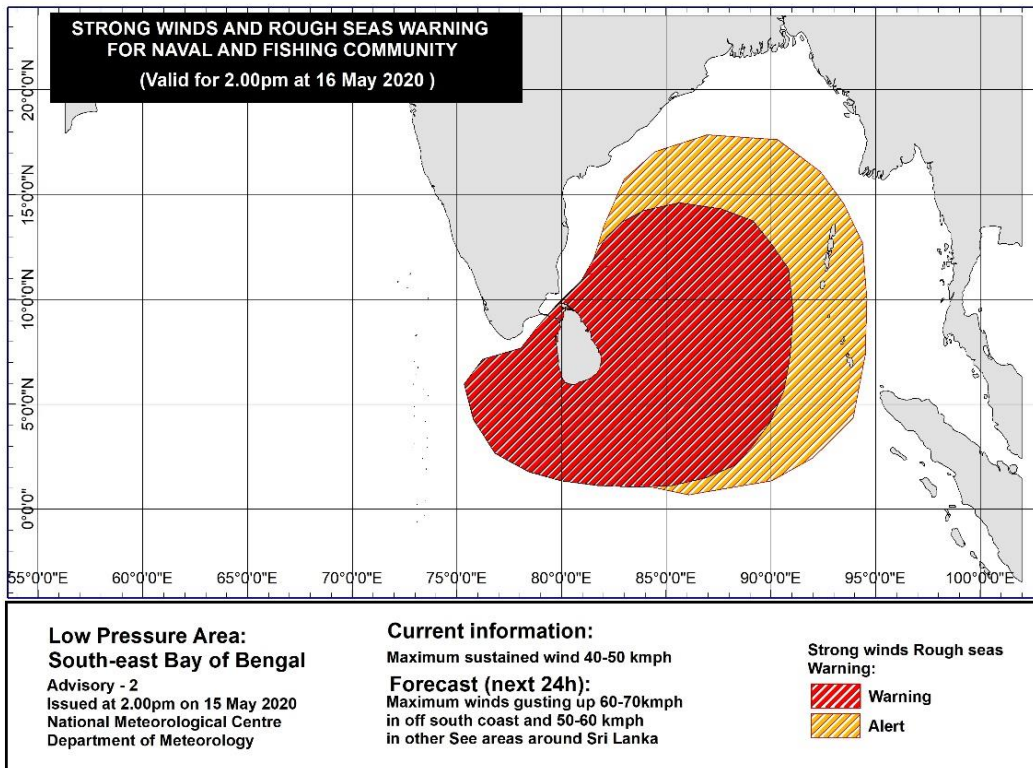 STRONG WINDS AND ROUGH SEAS WARNING
FOR NAVAL AND FISHING COMMUNITY
(Valid for 2.00pm at 16 May 2020 )
20°0'0"N
15°0'0"N
10°0'0"N
5°0'0"N
0°0'0"
55°0'0"E
60°0'0"E
65°0'0"E
70°0'0"E
75°0'0"E
80°0'0"E
85°0'0"E
90°0'0"E
95°0'0"E
100°0'0"E
Low Pressure Area:
South-east Bay of Bengal
Advisory - 2
Issued at 2.00pm on 15 May 2020
National Meteorological Centre
Department of Meteorology
Current information:
Maximum sustained wind 40-50 kmph
Forecast (next 24h):
Maximum winds gusting up 60-70kmph
in off south coast and 50-60 kmph
in other See areas around Sri Lanka
Strong winds Rough seas
Warning:
Warning
Alert